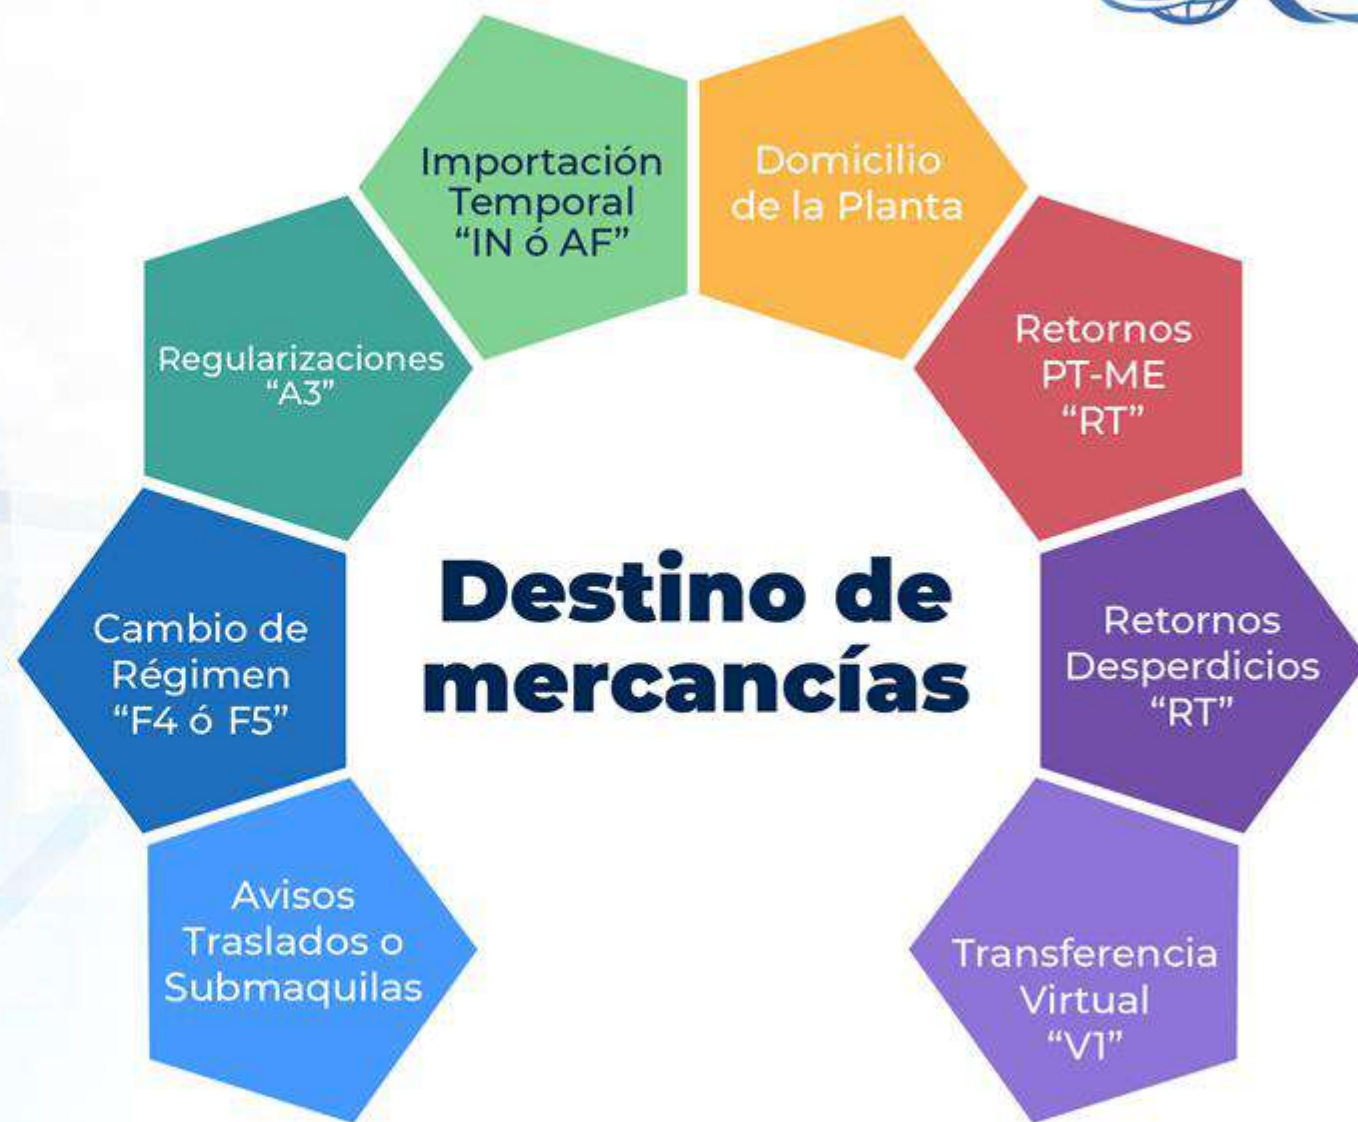 Importación
Temporal
“IN ó AF”
Domicilio
de la Planta
Regularizaciones
“A3”
Retornos
PT-ME
“RT”
Cambio de
Régimen
“F4 ó F5”
Destino de
mercancías
Retornos
Desperdicios
“RT”
Avisos
Traslados o
Submaquilas
Transferencia
Virtual
“V1”